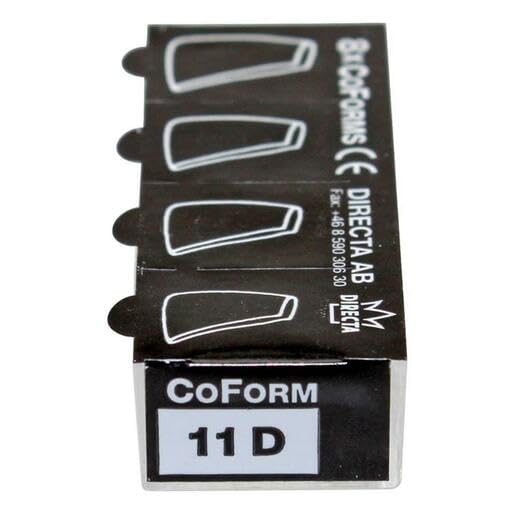 8xCoForms CE
DIRECTA AB
Fax: +46 8 590 306 30
DIRECTA
CoForm
11 D